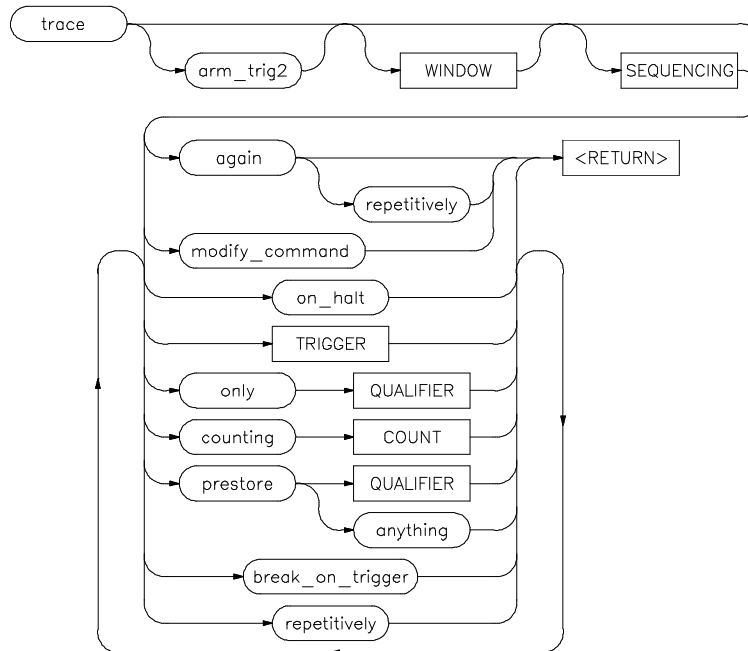 trace
arm_trig2
WINDOW
SEQUENCING
again
<RETURN>
repetitively
modify_command
on_halt
TRIGGER
only
QUALIFIER
counting
COUNT
prestore
QUALIFIER
anything
break_on_trigger
repetitively